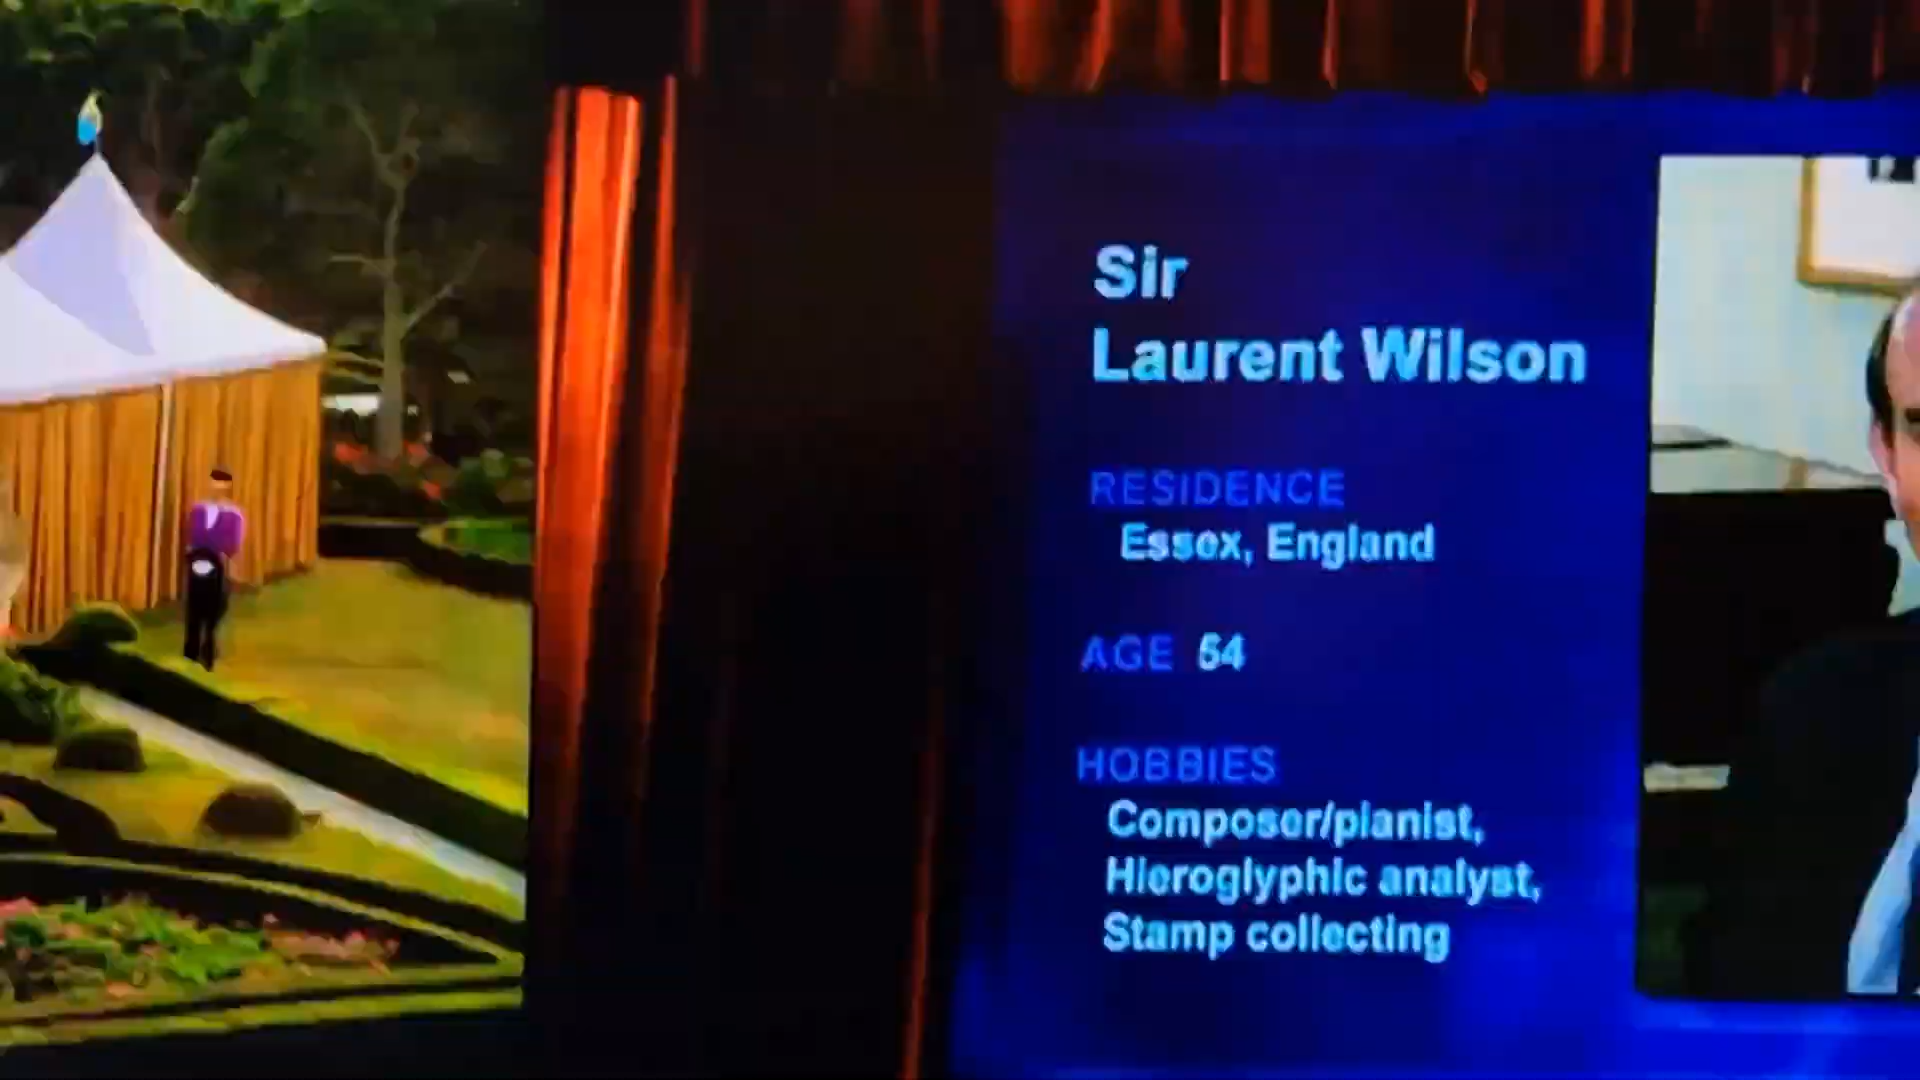 Sir
Laurent Wilson
RESIDENCE
Essex, England
AGE 54
HOBBIES
Composer/pianist,
Hieroglyphic analyst,
Stamp collecting